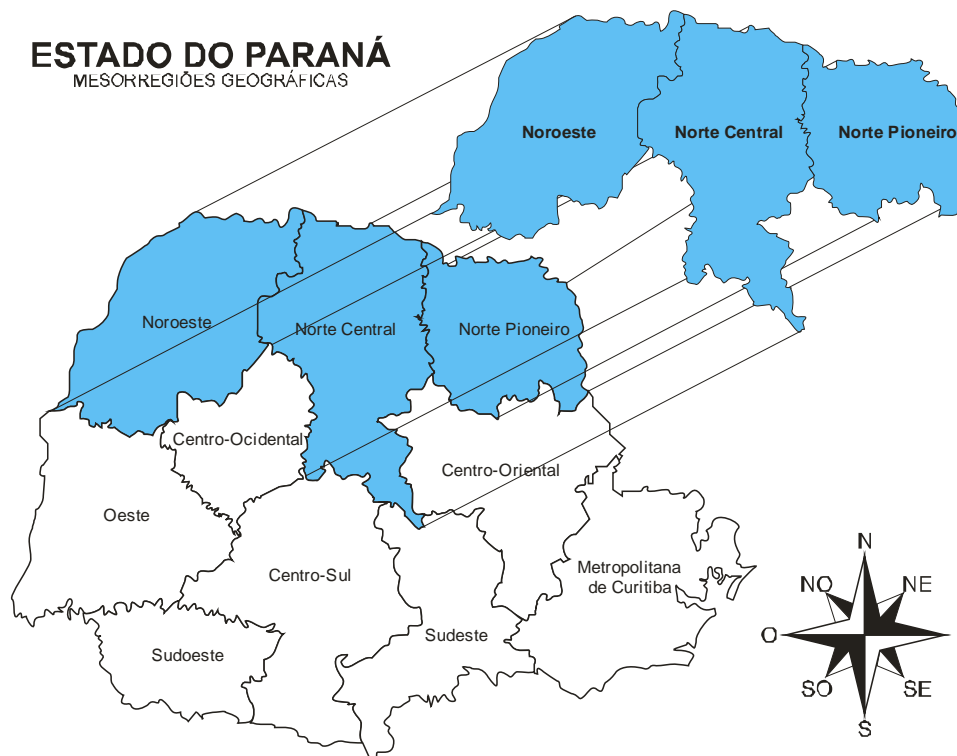 ESTADO DO PARANÁ
MESORREGIÕES GEOGRÁFICAS
Noroeste
Norte Central
Norte Pioneiro
Noroeste
Norte Central
Norte Pioneiro
Centro-Ocidental
Centro-Oriental
Oeste
Centro-Sul
Metropolitana
de Curitiba
Sudeste
Sudoeste
N
NO
NE
O
SO
SE
S